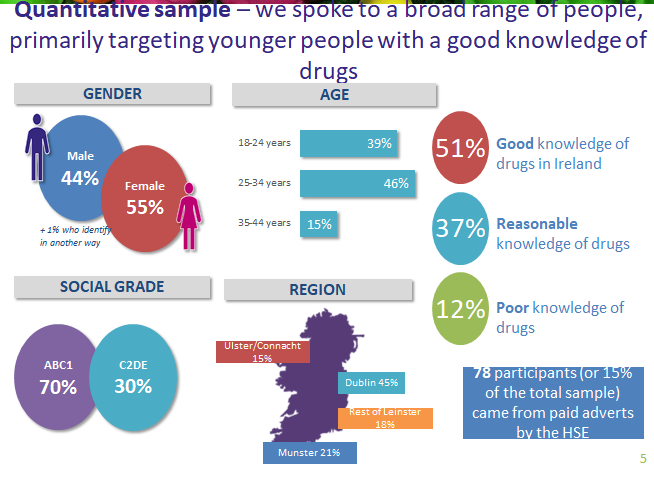 Quantitative sample – we spoke to a broad range of people,
primarily targeting younger people with a good knowledge of
drugs
GENDER
Male
44%
Female
55%
+ 1% who identify
in another way
AGE
18-24 years 39%
25-34 years 46%
35-44 years 15%
51% Good knowledge of
drugs in Ireland
37% Reasonable
knowledge of drugs
12% Poor knowledge of
drugs
SOCIAL GRADE
ABC1
70%
C2DE
30%
REGION
Ulster/Connacht
15%
Dublin 45%
Rest of Leinster
18%
Munster 21%
78 participants (or 15%
of the total sample)
came from paid adverts
by the HSE
5